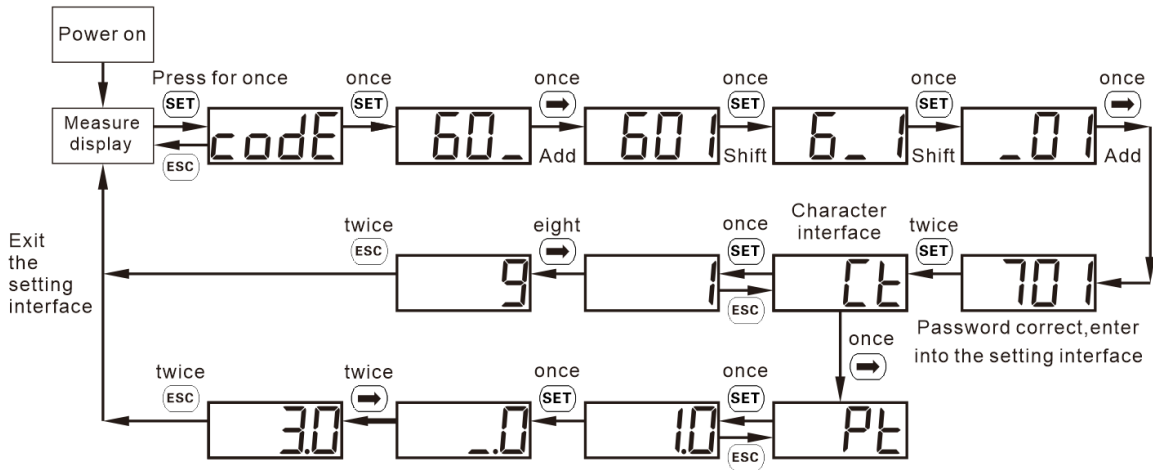 Power on
Press for once
once
once
once
once
once
SET
SET
SET
SET
Measure
display
codE
60_
601
6_1
_01
ESC
Add
Shift
Shift
Add
Exit
the
setting
interface
twice
ESC
eight
once
SET
Character
interface
twice
SET
9
1
Ct
701
ESC
Password correct,enter
into the setting interface
once
twice
ESC
twice
once
SET
once
SET
3.0
_.0
1.0
Pt
ESC